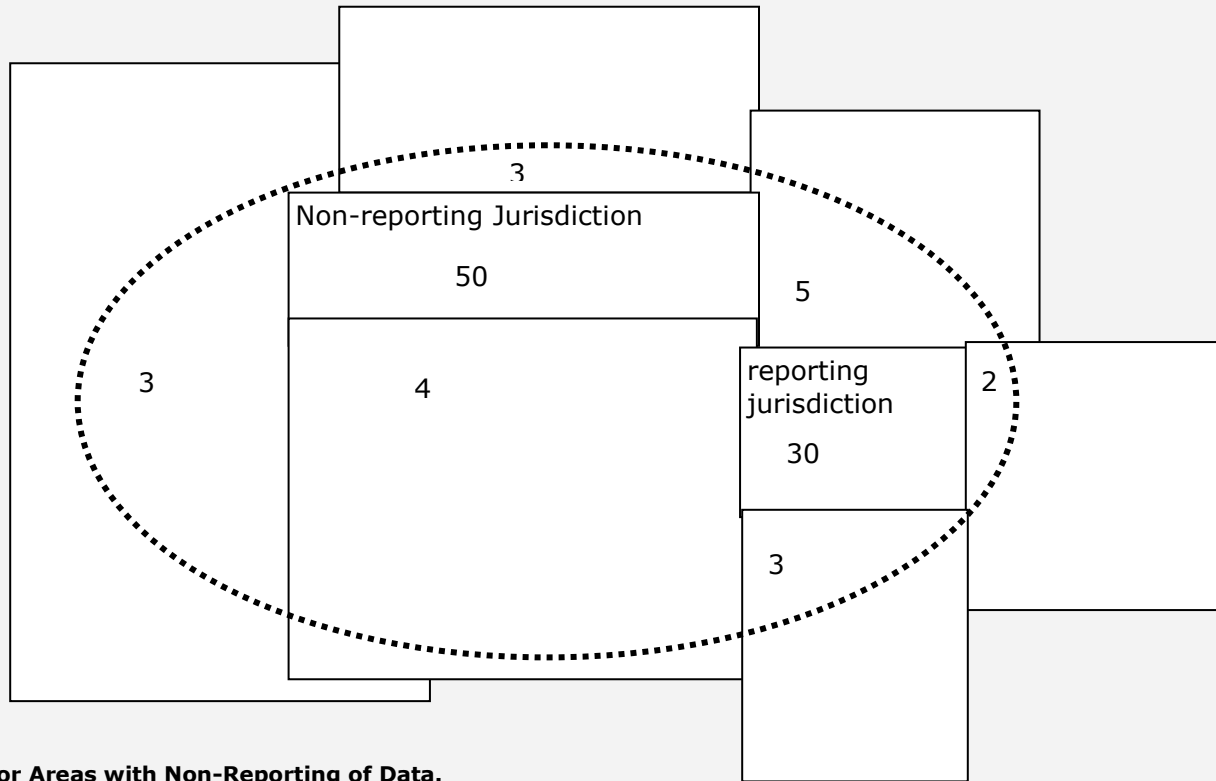 3
Non-reporting Jurisdiction
50
5
3
4
reporting
jurisdiction
2
30
3
or Areas with Non-Reporting of Data.